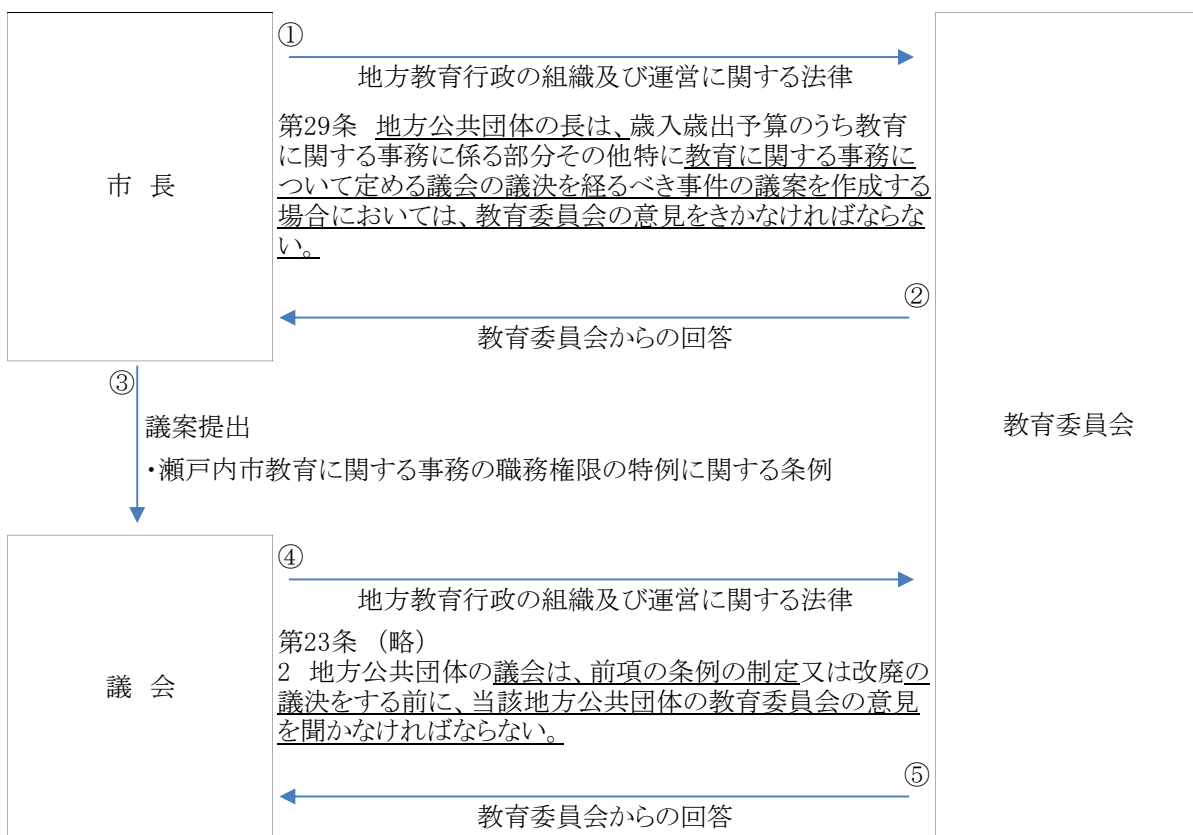 ①
地方教育行政の組織及び運営に関する法律
第29条 地方公共団体の長は、歳入歳出予算のうち教育
に関する事務に係る部分その他特に教育に関する事務に
ついて定める議会の議決を経るべき事件の議案を作成する
場合においては、教育委員会の意見をきかなければならな
い。
市 長
②
教育委員会からの回答
③
議案提出
・瀬戸内市教育に関する事務の職務権限の特例に関する条例
教育委員会
④
地方教育行政の組織及び運営に関する法律
第23条 （略）
2 地方公共団体の議会は、前項の条例の制定又は改廃の
議決をする前に、当該地方公共団体の教育委員会の意見
を聞かなければならない。
議 会
⑤
教育委員会からの回答